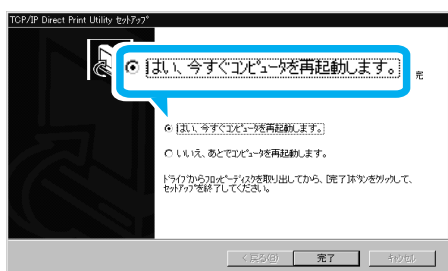 TCP/IP Direct Print Utility ｾｯﾄｱｯﾌﾟ
はい、今すぐｺﾝﾋﾟｭｰﾀを再起動します。
完
はい、今すぐｺﾝﾋﾟｭｰﾀを再起動します。
いいえ、あとでｺﾝﾋﾟｭｰﾀを再起動します。
ﾄﾞﾗｲﾌﾞからﾌﾛｯﾋﾟｰﾃﾞｨｽｸを取り出してから、[完了]ﾎﾞﾀﾝをｸﾘｯｸして、
ｾｯﾄｱｯﾌﾟを終了してください。
< 戻る(B)
完了
ｷｬﾝｾﾙ